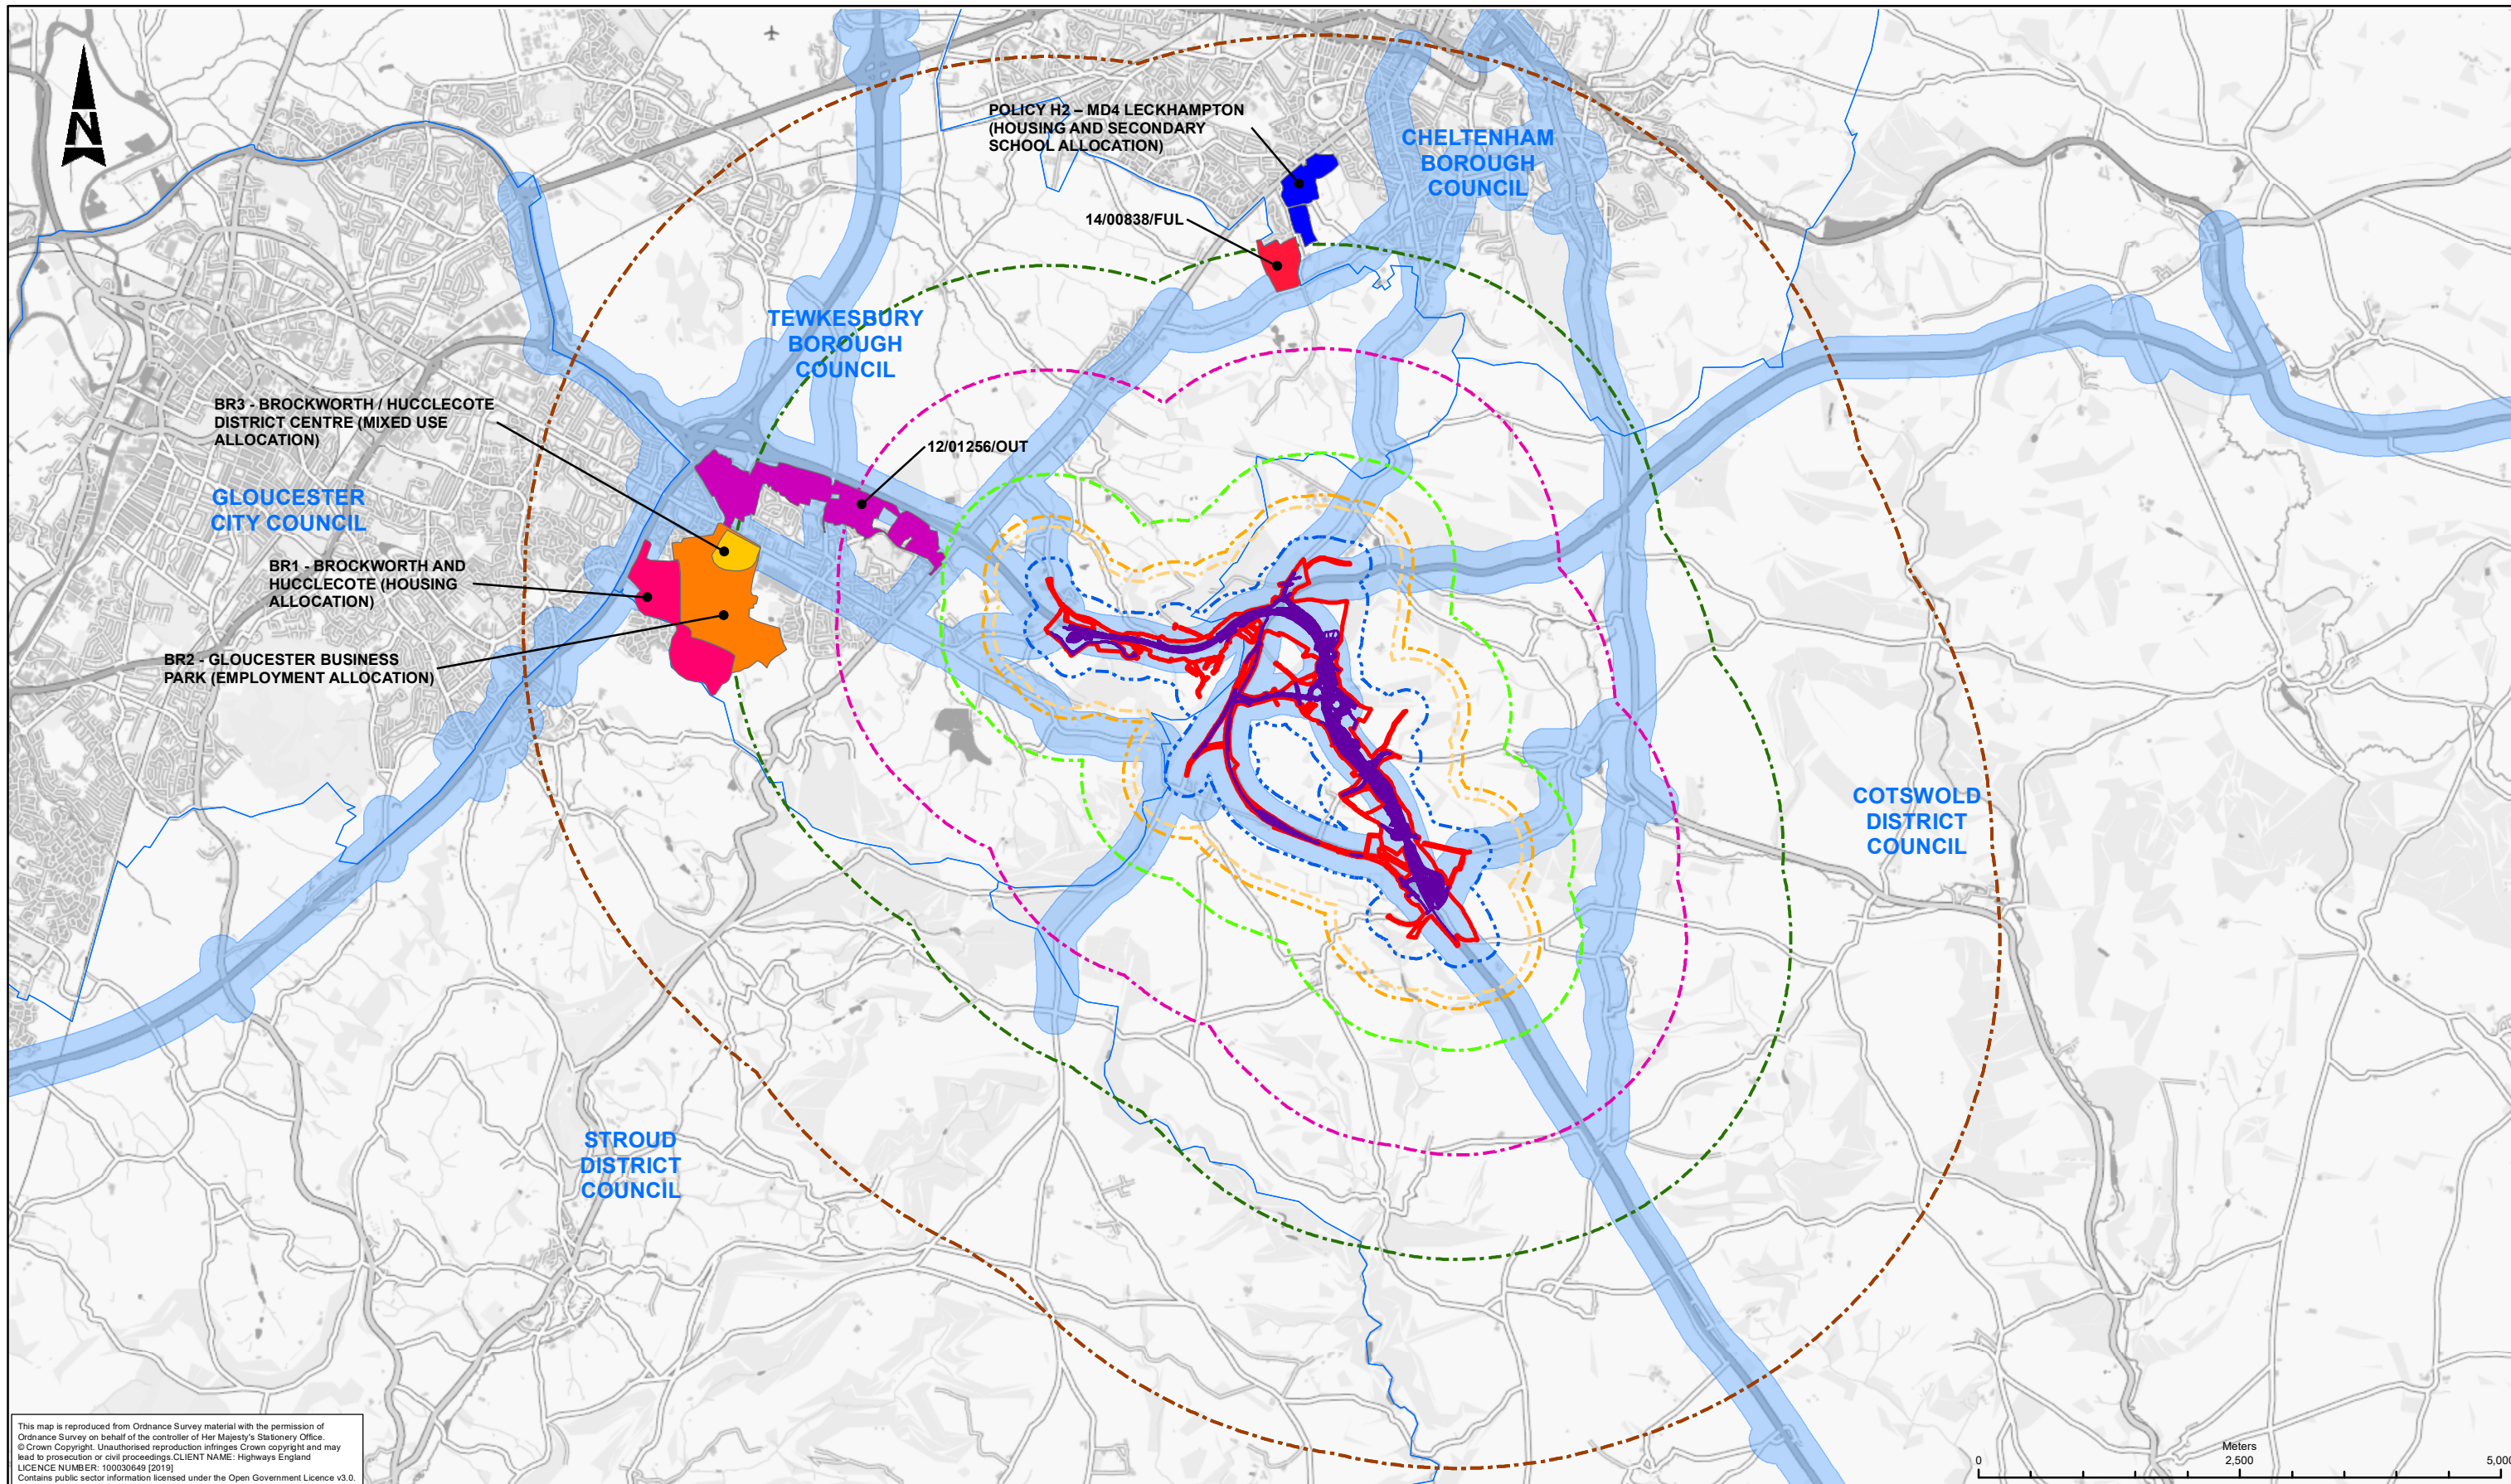 N
POLICY H2 – MD4 LECKHAMPTON
(HOUSING AND SECONDARY
SCHOOL ALLOCATION)
CHELTENHAM
BOROUGH
COUNCIL
14/00838/FUL
TEWKESBURY
BOROUGH
COUNCIL
BR3 - BROCKWORTH / HUCCLECOTE
DISTRICT CENTRE (MIXED USE
ALLOCATION)
12/01256/OUT
GLOUCESTER
CITY COUNCIL
BR1 - BROCKWORTH AND
HUCCLECOTE (HOUSING
ALLOCATION)
BR2 - GLOUCESTER BUSINESS
PARK (EMPLOYMENT ALLOCATION)
COTSWOLD
DISTRICT
COUNCIL
STROUD
DISTRICT
COUNCIL
This map is reproduced from Ordnance Survey material with the permission of
Ordnance Survey on behalf of the controller of Her Majesty's Stationery Office.
© Crown Copyright. Unauthorised reproduction infringes Crown copyright and may
lead to prosecution or civil proceedings.CLIENT NAME: Highways England
LICENCE NUMBER: 100030649 [2019]
Contains public sector information licensed under the Open Government Licence v3.0.
Meters
0 2,500 5,000